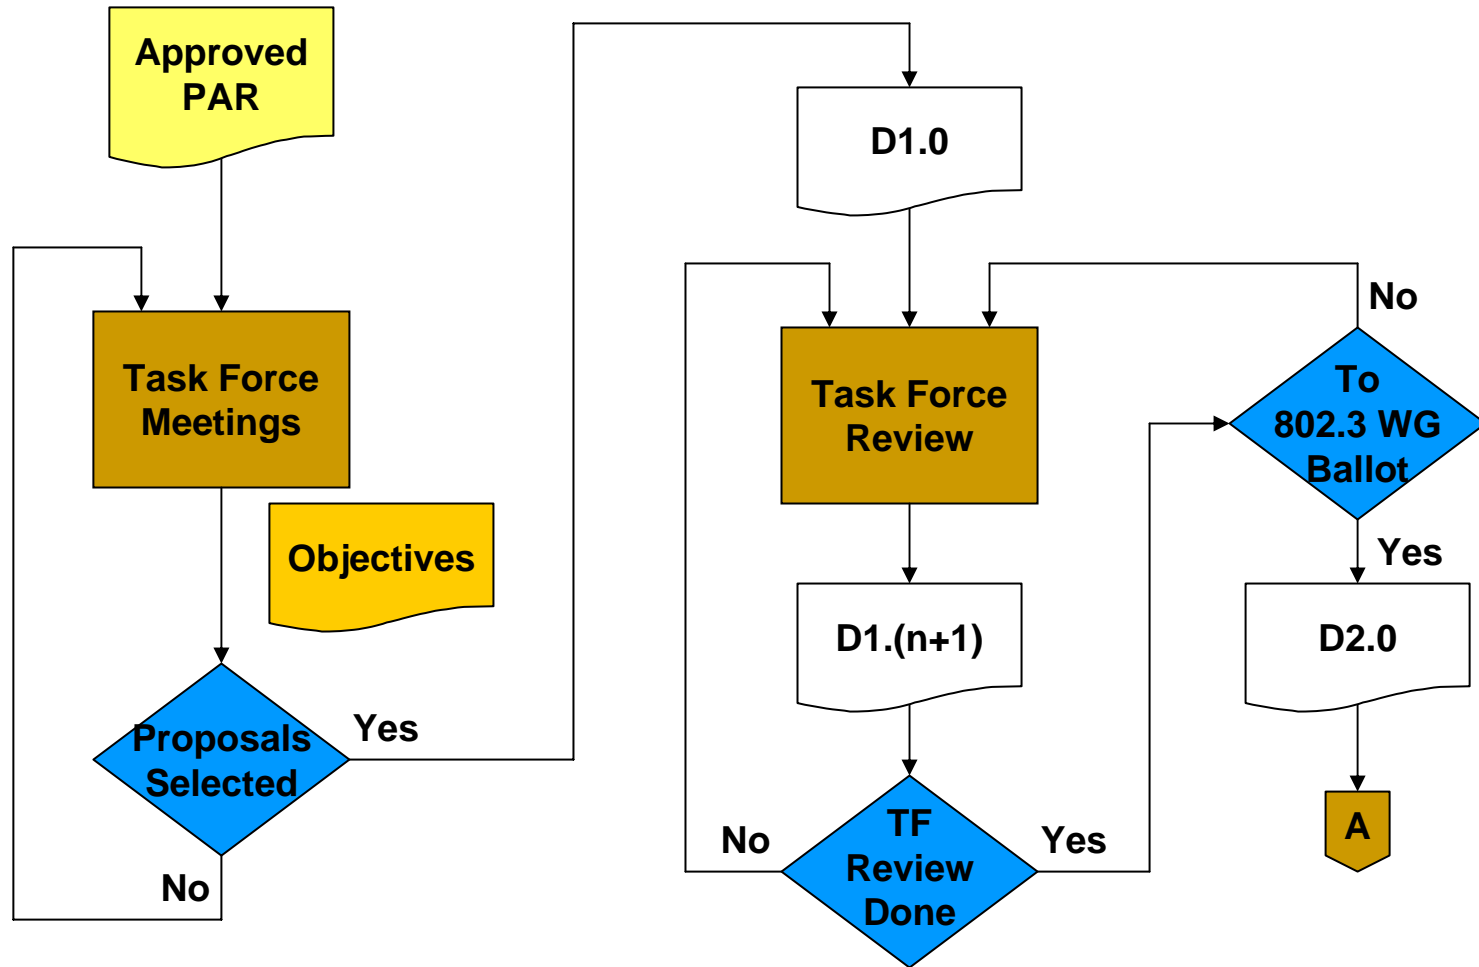 Approved
PAR
Task Force
Meetings
Objectives
Proposals
Selected
Yes
No
D1.0
Task Force
Review
D1.(n+1)
TF
Review
Done
No
Yes
To
802.3 WG
Ballot
No
Yes
D2.0
A